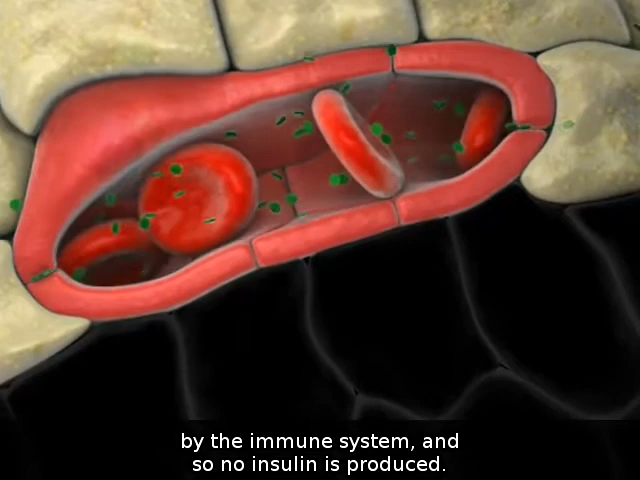 by the immune system, and
so no insulin is produced.